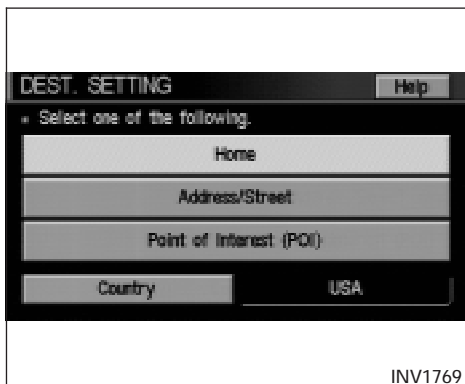 DEST. SETTING Help
Select one of the following.
Home
Address/Street
Point of Interest (POI)
Country USA
INV1769